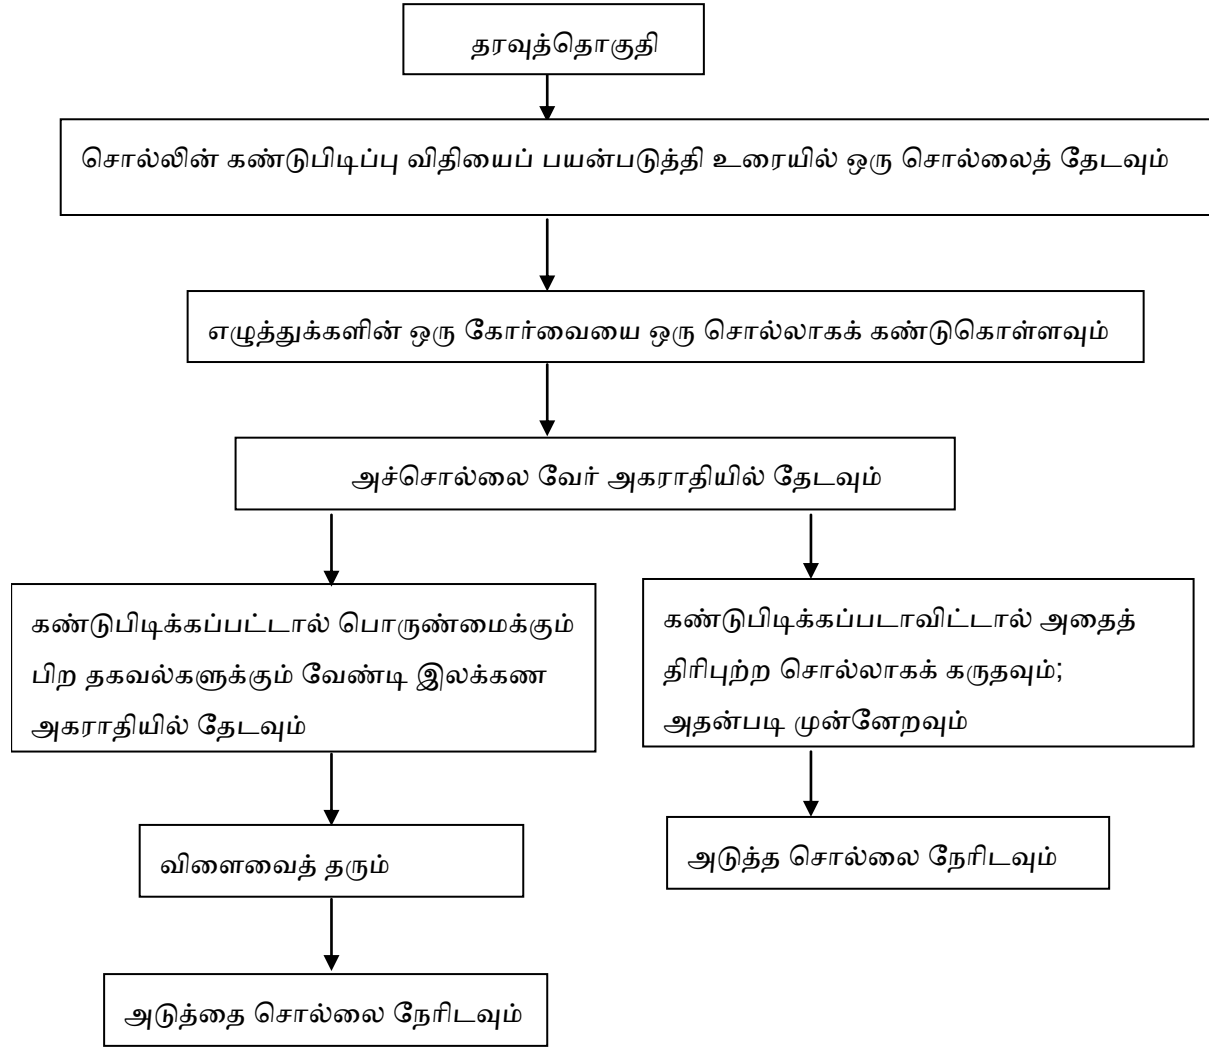 தரவுத்தொகுதி
சொல்லின் கண்டுபிடிப்பு விதியைப் பயன்படுத்தி உரையில் ஒரு சொல்லைத் தேடவும்
எழுத்துக்களின் ஒரு கோர்வையை ஒரு சொல்லாகக் கண்டுகொள்ளவும்
அச்சொல்லை வேர் அகராதியில் தேடவும்
கண்டுபிடிக்கப்பட்டால் பொருண்மைக்கும்
பிற தகவல்களுக்கும் வேண்டி இலக்கண
அகராதியில் தேடவும்
கண்டுபிடிக்கப்படாவிட்டால் அதைத்
திரிபுற்ற சொல்லாகக் கருதவும்;
அதன்படி முன்னேறவும்
விளைவைத் தரும்
அடுத்த சொல்லை நேரிடவும்
அடுத்தை சொல்லை நேரிடவும்